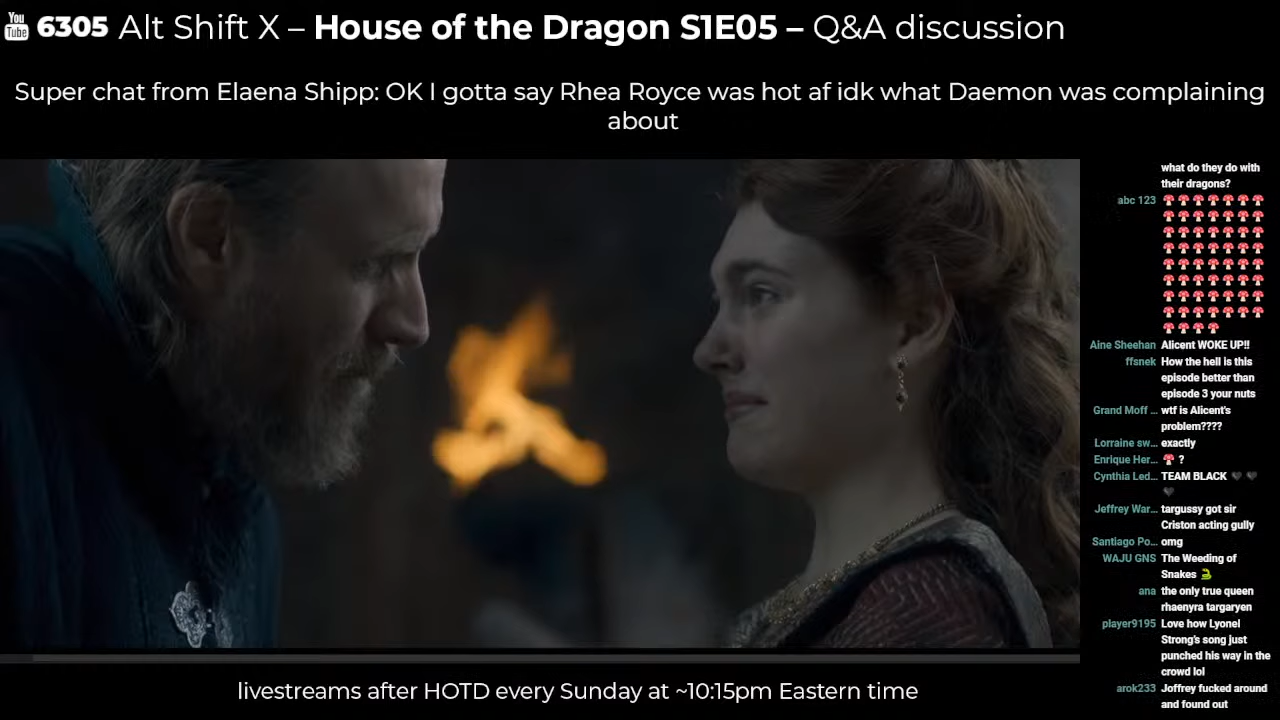 You
Tube
6305 Alt Shift X – House of the Dragon S1E05 – Q&A discussion
Super chat from Elaena Shipp: OK I gotta say Rhea Royce was hot af idk what Daemon was complaining
about
what do they do with
their dragons?
abc 123
Aine Sheehan Alicent WOKE UP!!
ffsnek How the hell is this
episode better than
episode 3 your nuts
Grand Moff ... wtf is Alicent's
problem????
Lorraine sw... exactly
Enrique Her... ?
Cynthia Led... TEAM BLACK
Jeffrey War... targussy got sir
Criston acting gully
Santiago Po... omg
WAJU GNS The Weeding of
Snakes
ana the only true queen
rhaenyra targaryen
player9195 Love how Lyonel
Strong's song just
punched his way in the
crowd lol
arok233 Joffrey fucked around
and found out
livestreams after HOTD every Sunday at ~10:15pm Eastern time